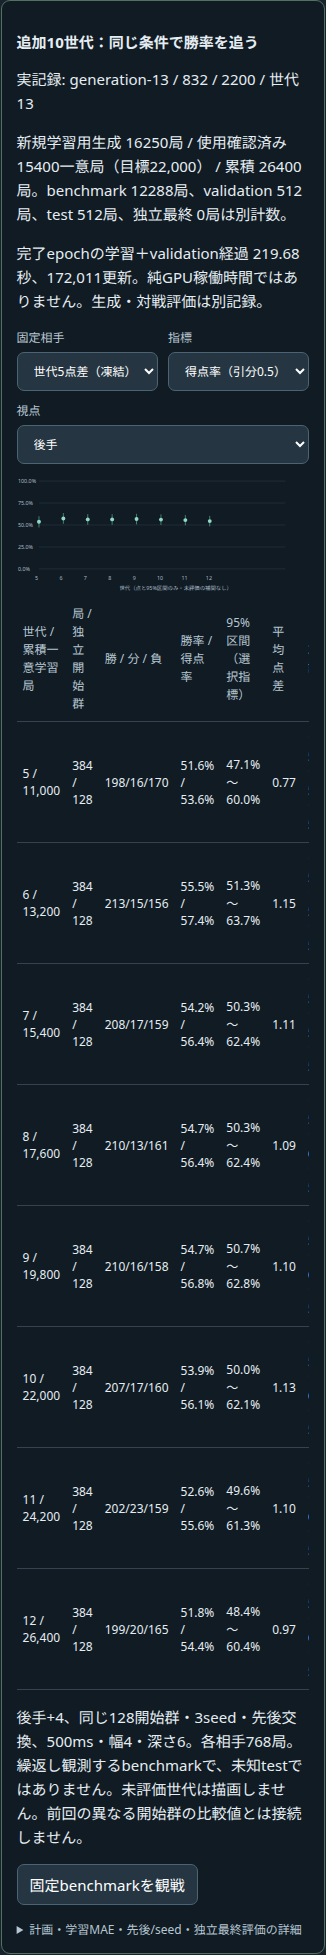 追加10世代：同じ条件で勝率を追う
実記録: generation-13 / 832 / 2200 / 世代
13
新規学習用生成 16250局 / 使用確認済み
15400一意局（目標22,000） / 累積 26400
局。benchmark 12288局、validation 512
局、test 512局、独立最終 0局は別計数。
完了epochの学習＋validation経過 219.68
秒、172,011更新。純GPU稼働時間ではあ
りません。生成・対戦評価は別記録。
固定相手 指標
世代5点差（凍結） 得点率（引分0.5）
視点
後手
100.0%
75.0%
50.0%
25.0%
0.0%
5 6 7 8 9 10 11 12
世代（点と95%区間のみ・未評価の補間なし）
世代 /
累積一
意学習
局
局 /
独
立
開
始
群
勝 / 分 / 負
勝率 /
得点
率
95%
区間
（選
択指
標）
平
均
点
差
5 /
11,000
384
/
128
198/16/170
51.6%
/
53.6%
47.1%
～
60.0%
0.77
6 /
13,200
384
/
128
213/15/156
55.5%
/
57.4%
51.3%
～
63.7%
1.15
7 /
15,400
384
/
128
208/17/159
54.2%
/
56.4%
50.3%
～
62.4%
1.11
8 /
17,600
384
/
128
210/13/161
54.7%
/
56.4%
50.3%
～
62.4%
1.09
9 /
19,800
384
/
128
210/16/158
54.7%
/
56.8%
50.7%
～
62.8%
1.10
10 /
22,000
384
/
128
207/17/160
53.9%
/
56.1%
50.0%
～
62.1%
1.13
11 /
24,200
384
/
128
202/23/159
52.6%
/
55.6%
49.6%
～
61.3%
1.10
12 /
26,400
384
/
128
199/20/165
51.8%
/
54.4%
48.4%
～
60.4%
0.97
後手+4、同じ128開始群・3seed・先後交
換、500ms・幅4・深さ6。各相手768局。
繰返し観測するbenchmarkで、未知testで
はありません。未評価世代は描画しませ
ん。前回の異なる開始群の比較値とは接続
しません。
固定benchmarkを観戦
▶ 計画・学習MAE・先後/seed・独立最終評価の詳細